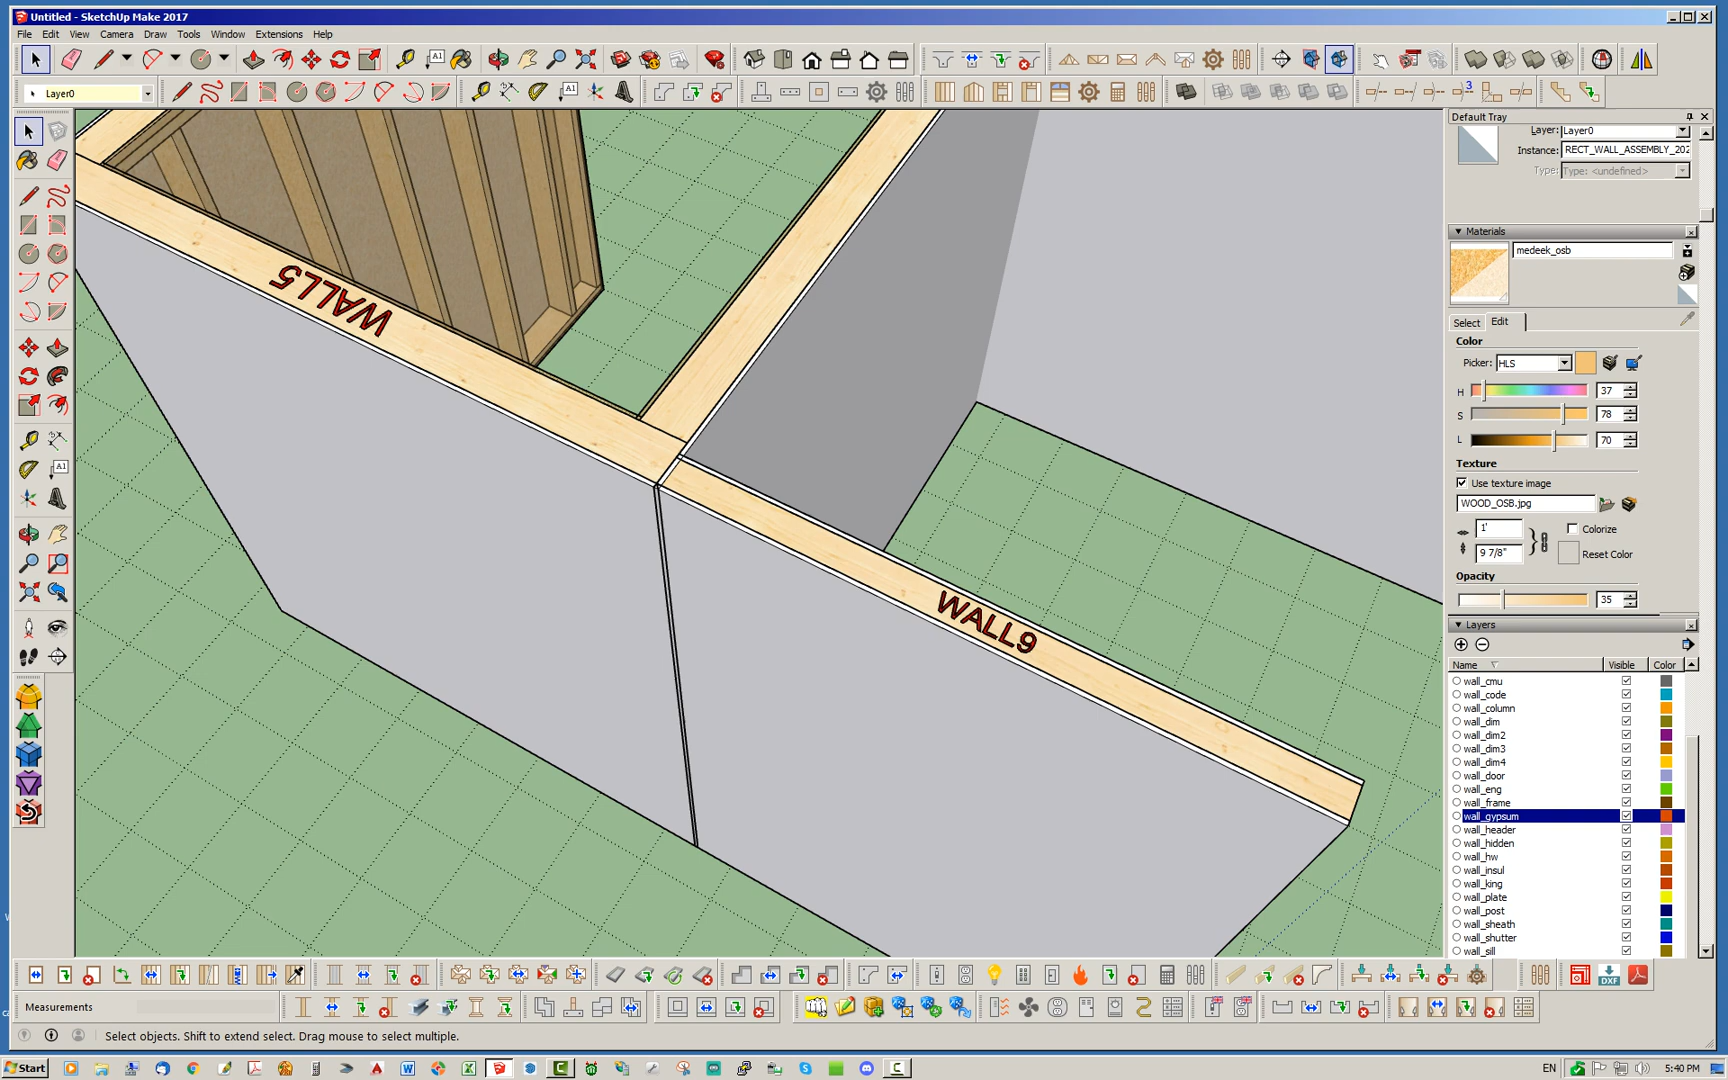 Untitled - SketchUp Make 2017
File Edit View Camera Draw Tools Window Extensions Help
Layer0
Default Tray
Layer: Layer0
Instance: RECT_WALL_ASSEMBLY_202
Type: Type: <undefined>
Materials
medeek_osb
Select Edit
Color
Picker: HLS
H 37
S 78
L 70
Texture
Use texture image
WOOD_OSB.jpg
1'
Colorize
9 7/8"
Reset Color
Opacity
35
Layers
Name Visible Color
wall_cmu
wall_code
wall_column
wall_dim
wall_dim2
wall_dim3
wall_dim4
wall_door
wall_eng
wall_frame
wall_gypsum
wall_header
wall_hidden
wall_hw
wall_insul
wall_king
wall_plate
wall_post
wall_sheath
wall_shutter
wall_sill
WALL5
WALL9
Measurements
Select objects. Shift to extend select. Drag mouse to select multiple.
Start
EN
5:40 PM